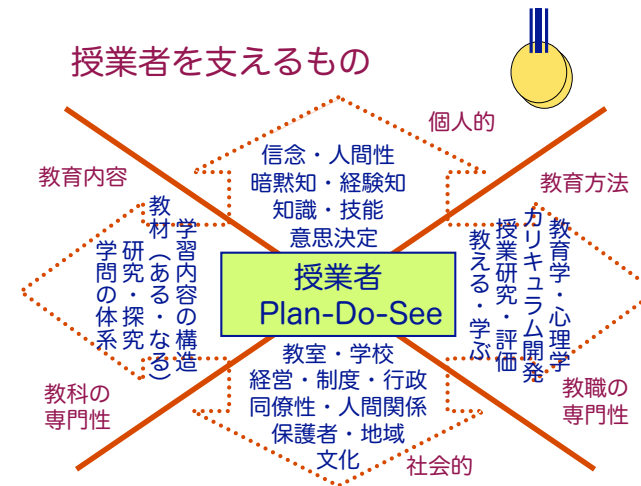 授業者を支えるもの
個人的
教育内容
教育方法
信念・人間性
暗黙知・経験知
知識・技能
意思決定
学習内容の構造
教材（ある・なる）
研究・探究
学問の体系
授業者
Plan-Do-See
教育学・心理学
カリキュラム開発
授業研究・評価
教える・学ぶ
教室・学校
経営・制度・行政
同僚性・人間関係
保護者・地域
文化
教科の
専門性
教職の
専門性
社会的